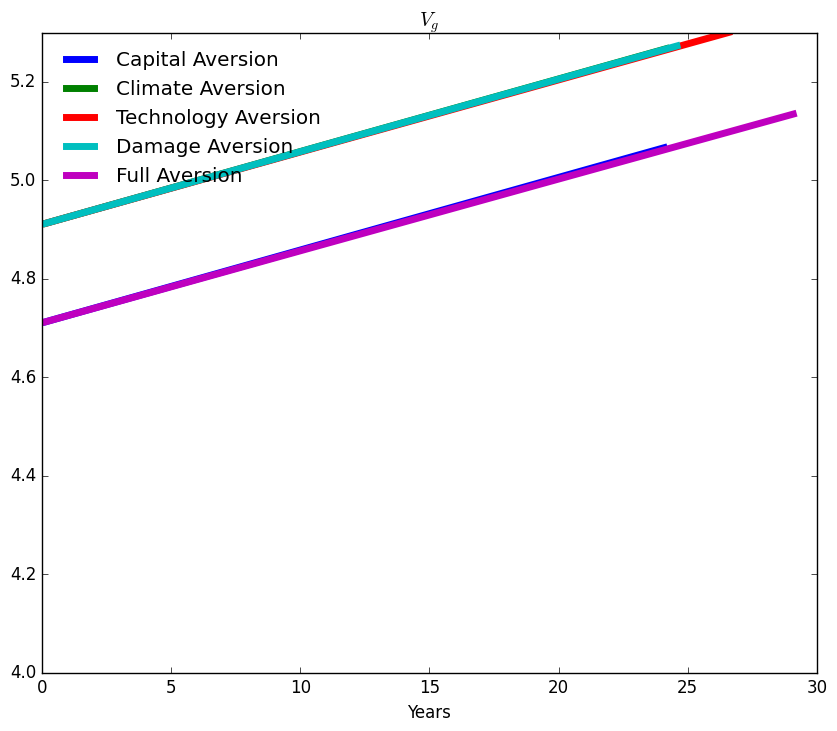 V_g
5.2
5.0
4.8
4.6
4.4
4.2
4.0
Capital Aversion
Climate Aversion
Technology Aversion
Damage Aversion
Full Aversion
0 5 10 15 20 25 30
Years